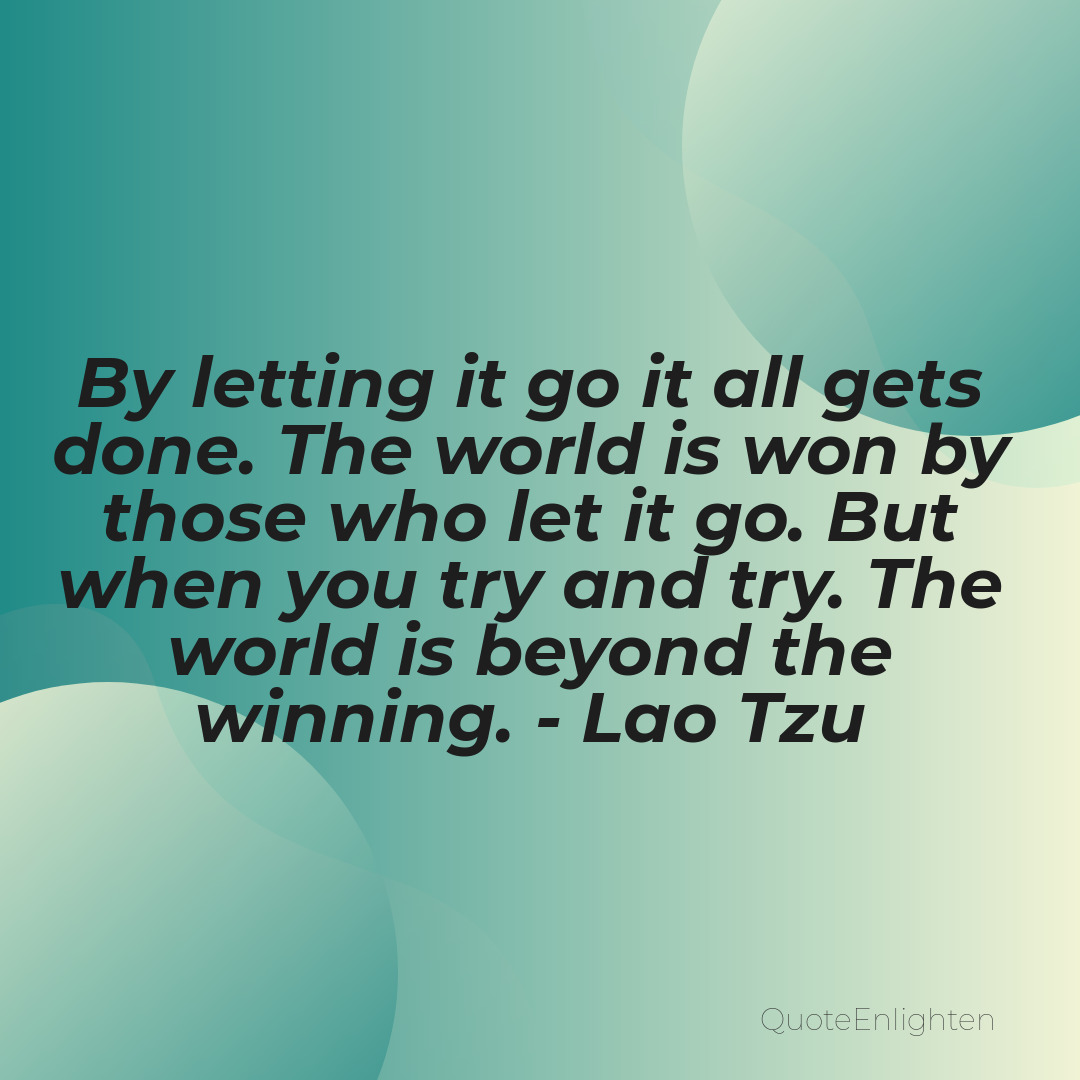 By letting it go it all gets
done. The world is won by
those who let it go. But
when you try and try. The
world is beyond the
winning. - Lao Tzu
QuoteEnlighten